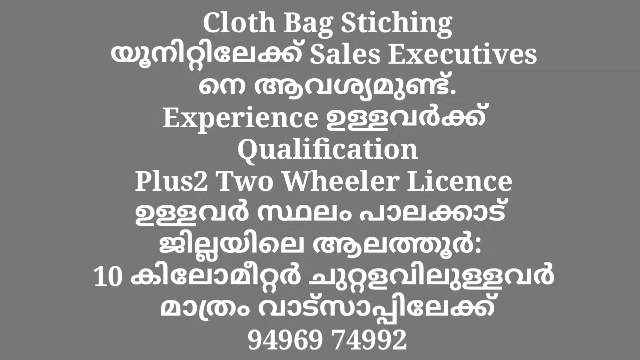 Cloth Bag Stiching
യൂനിറ്റിലേക്ക് Sales Executives
നെ ആവശ്യമുണ്ട്.
Experience ഉള്ളവർക്ക്
Qualification
Plus2 Two Wheeler Licence
ഉള്ളവർ സ്ഥലം പാലക്കാട്
ജില്ലയിലെ ആലത്തൂർ:
10 കിലോമീറ്റർ ചുറ്റളവിലുള്ളവർ
മാത്രം വാട്സാപ്പിലേക്ക്
94969 74992